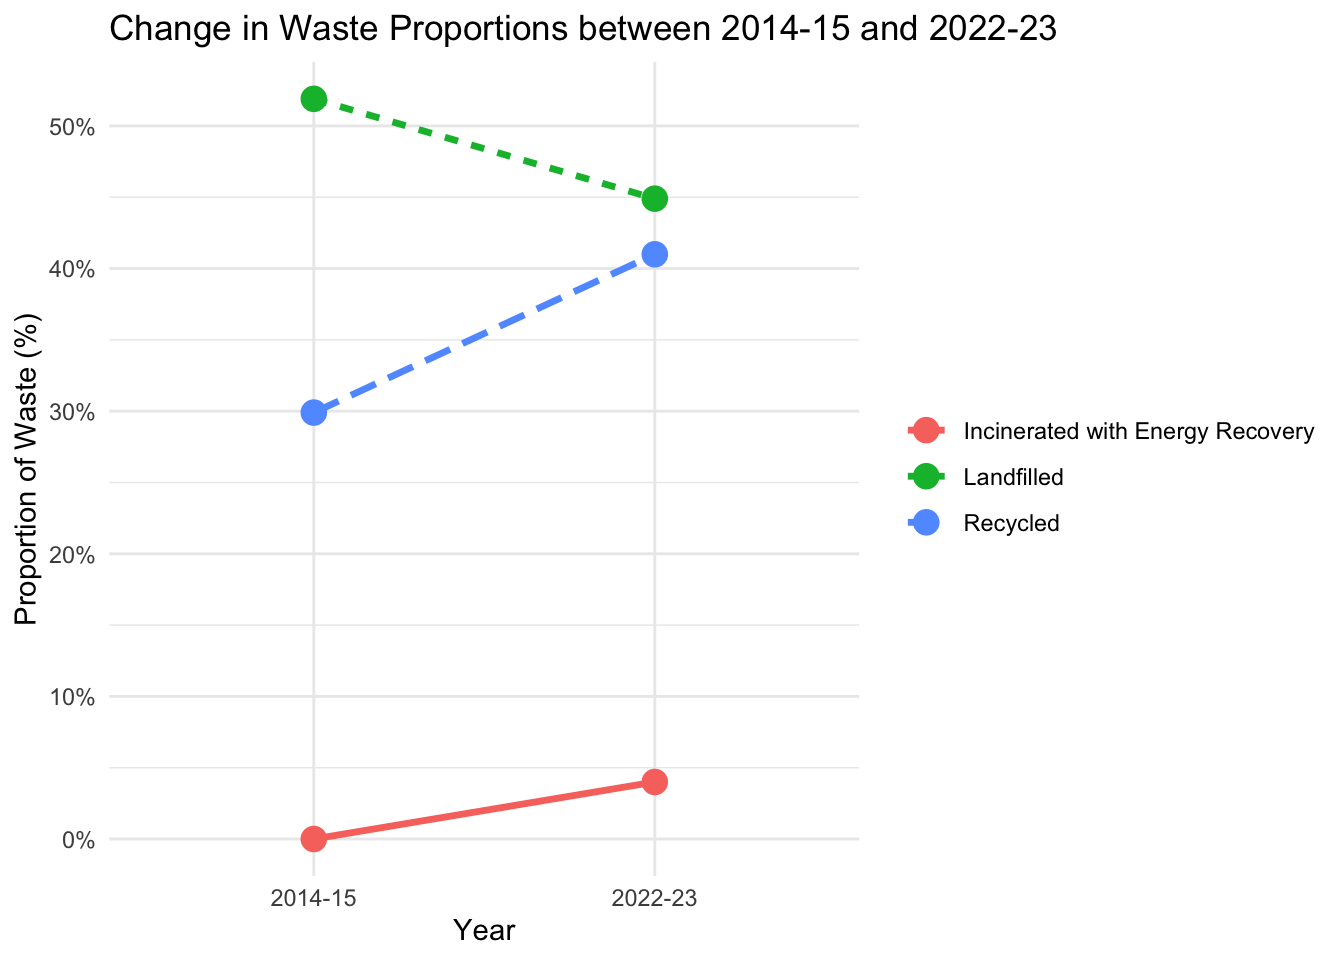 Change in Waste Proportions between 2014-15 and 2022-23
Proportion of Waste (%)
50%
40%
30%
20%
10%
0%
2014-15
2022-23
Year
Incinerated with Energy Recovery
Landfilled
Recycled